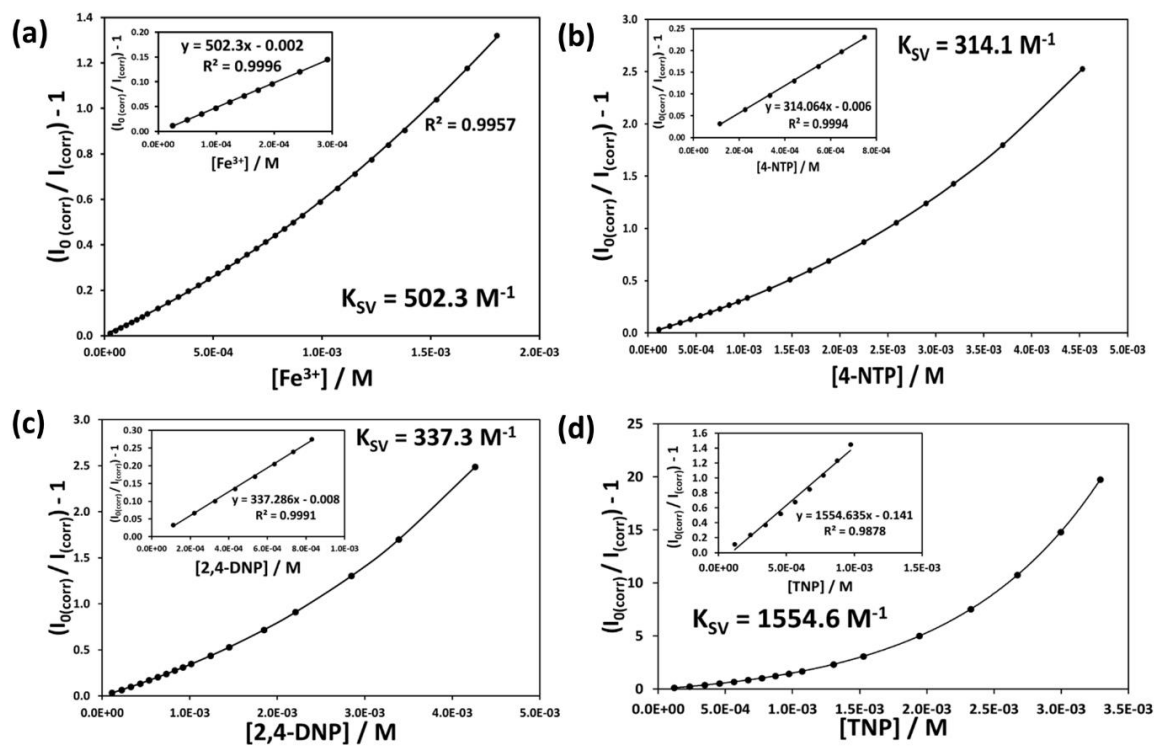 (a)
(I0 (corr) / I(corr)) - 1
1.4
1.2
1.0
0.8
0.6
0.4
0.2
0.0
0.0E+00 5.0E-04 1.0E-03 1.5E-03 2.0E-03
[Fe³⁺] / M
R² = 0.9957
KSV = 502.3 M⁻¹
(I0 (corr) / I(corr)) - 1
0.20
0.15
0.10
0.05
0.00
y = 502.3x - 0.002
R² = 0.9996
0.0E+00 1.0E-04 2.0E-04 3.0E-04
[Fe³⁺] / M
(b)
(I0(corr) / I(corr)) - 1
3.0
2.5
2.0
1.5
1.0
0.5
0.0
0.0E+00 5.0E-04 1.0E-03 1.5E-03 2.0E-03 2.5E-03 3.0E-03 3.5E-03 4.0E-03 4.5E-03 5.0E-03
[4-NTP] / M
KSV = 314.1 M⁻¹
(I0(corr) / I(corr)) - 1
0.25
0.20
0.15
0.10
0.05
0.00
y = 314.064x - 0.006
R² = 0.9994
0.0E+00 2.0E-04 4.0E-04 6.0E-04 8.0E-04
[4-NTP] / M
(c)
(I0(corr) / I(corr)) - 1
3.0
2.5
2.0
1.5
1.0
0.5
0.0
0.0E+00 1.0E-03 2.0E-03 3.0E-03 4.0E-03 5.0E-03
[2,4-DNP] / M
KSV = 337.3 M⁻¹
(I0(corr) / I(corr)) - 1
0.30
0.25
0.20
0.15
0.10
0.05
0.00
y = 337.286x - 0.008
R² = 0.9991
0.0E+00 2.0E-04 4.0E-04 6.0E-04 8.0E-04 1.0E-03
[2,4-DNP] / M
(d)
(I0(corr) / I(corr)) - 1
25
20
15
10
5
0
0.0E+00 5.0E-04 1.0E-03 1.5E-03 2.0E-03 2.5E-03 3.0E-03 3.5E-03
[TNP] / M
KSV = 1554.6 M⁻¹
(I0(corr) / I(corr)) - 1
1.6
1.4
1.2
1.0
0.8
0.6
0.4
0.2
0.0
y = 1554.635x - 0.141
R² = 0.9878
0.0E+00 5.0E-04 1.0E-03 1.5E-03
[TNP] / M